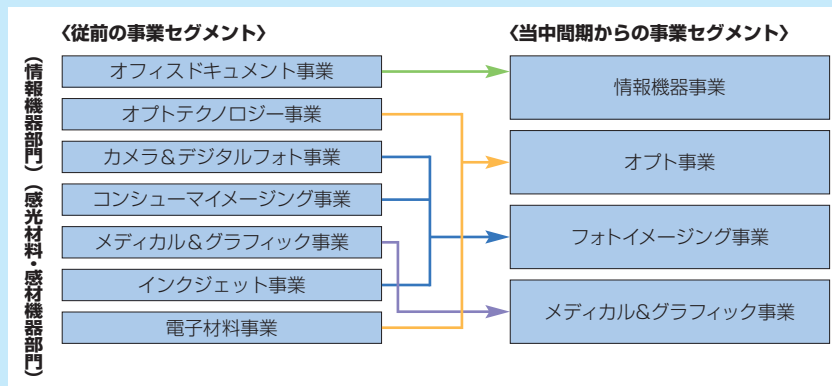 〈従前の事業セグメント〉
(情報機器部門)
オフィスドキュメント事業
オプトテクノロジー事業
カメラ&デジタルフォト事業
(感光材料・感材機器部門)
コンシューマイメージング事業
メディカル&グラフィック事業
インクジェット事業
電子材料事業
〈当中間期からの事業セグメント〉
情報機器事業
オプト事業
フォトイメージング事業
メディカル&グラフィック事業